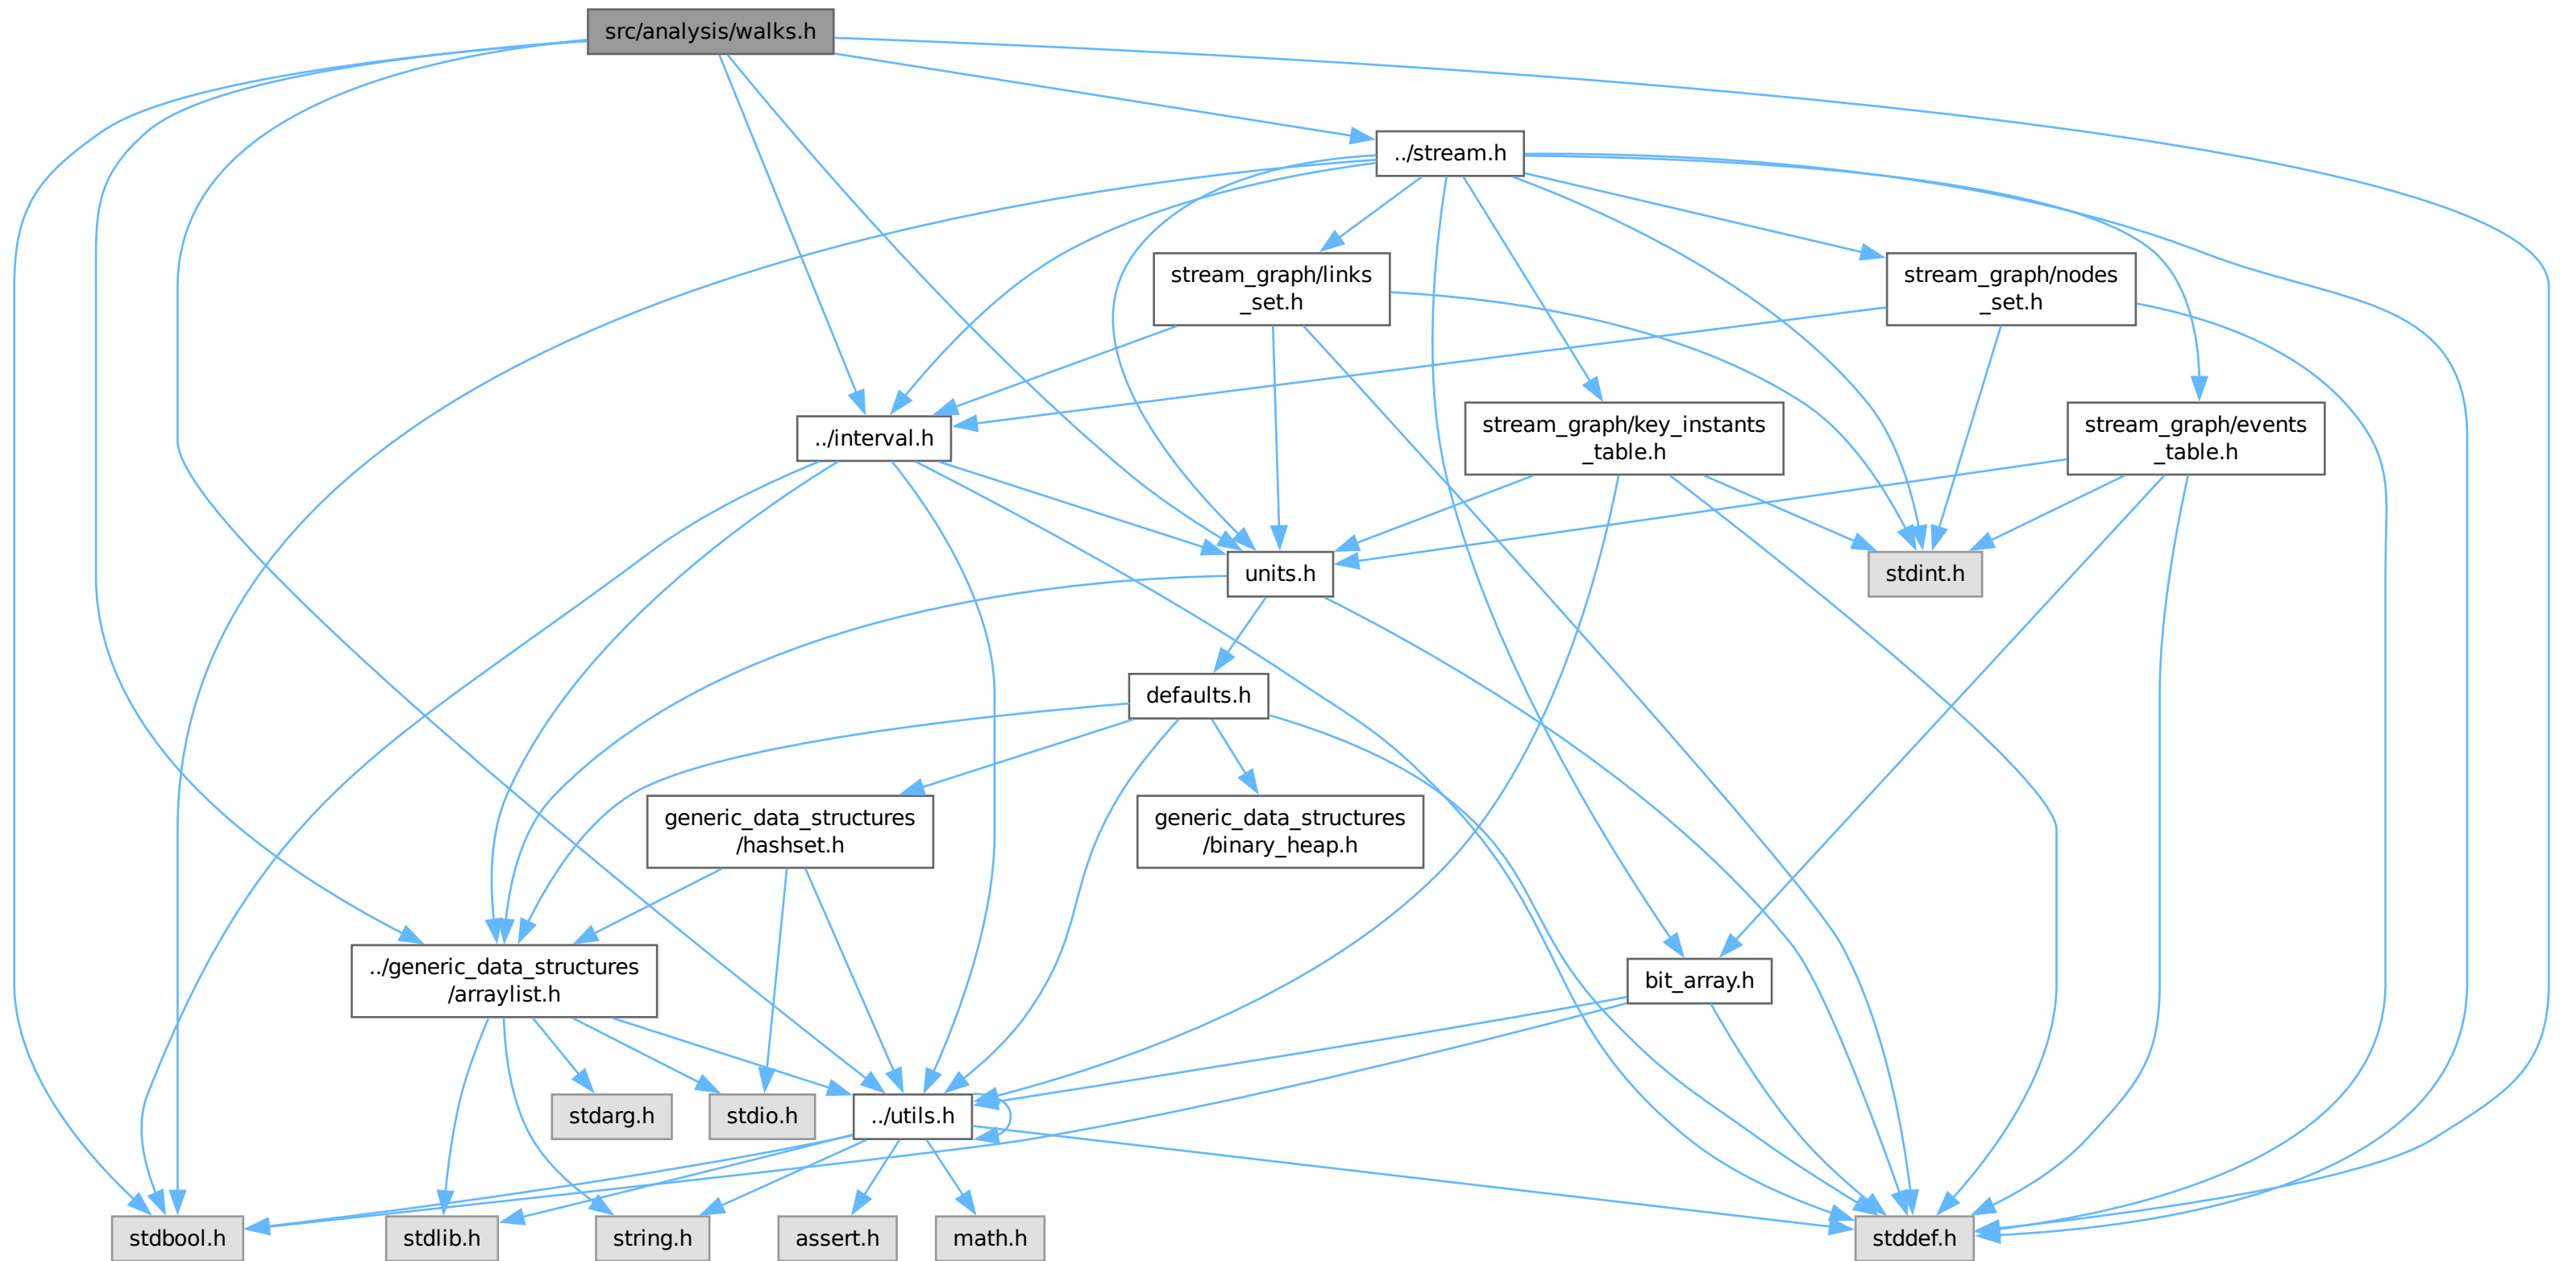 src/analysis/walks.h
../stream.h
stream_graph/links
_set.h
stream_graph/nodes
_set.h
../interval.h
stream_graph/key_instants
_table.h
stream_graph/events
_table.h
units.h
stdint.h
defaults.h
generic_data_structures
/hashset.h
generic_data_structures
/binary_heap.h
../generic_data_structures
/arraylist.h
bit_array.h
stdarg.h
stdio.h
../utils.h
stdbool.h
stdlib.h
string.h
assert.h
math.h
stddef.h